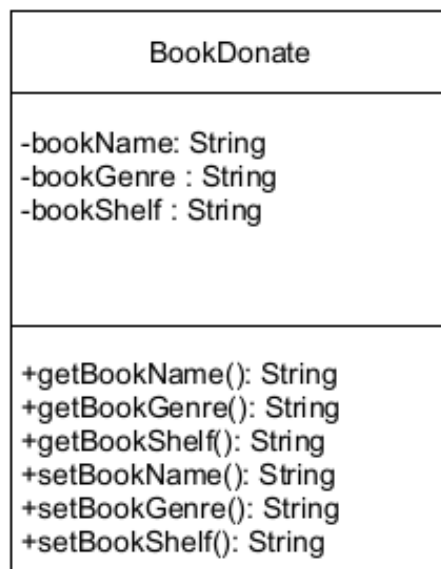 BookDonate
-bookName: String
-bookGenre : String
-bookShelf : String
+getBookName(): String
+getBookGenre(): String
+getBookShelf(): String
+setBookName(): String
+setBookGenre(): String
+setBookShelf(): String